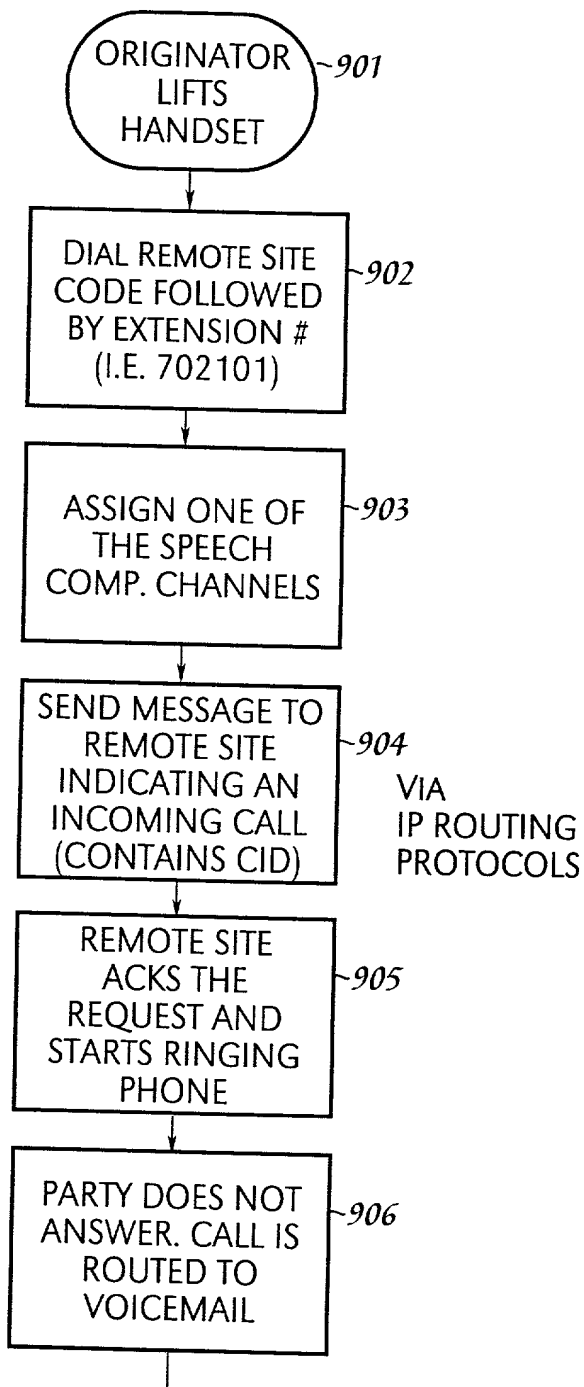 ORIGINATOR
LIFTS
HANDSET
901
DIAL REMOTE SITE
CODE FOLLOWED
BY EXTENSION #
(I.E. 702101)
902
ASSIGN ONE OF
THE SPEECH
COMP. CHANNELS
903
SEND MESSAGE TO
REMOTE SITE
INDICATING AN
INCOMING CALL
(CONTAINS CID)
904
VIA
IP ROUTING
PROTOCOLS
REMOTE SITE
ACKS THE
REQUEST AND
STARTS RINGING
PHONE
905
PARTY DOES NOT
ANSWER. CALL IS
ROUTED TO
VOICEMAIL
906